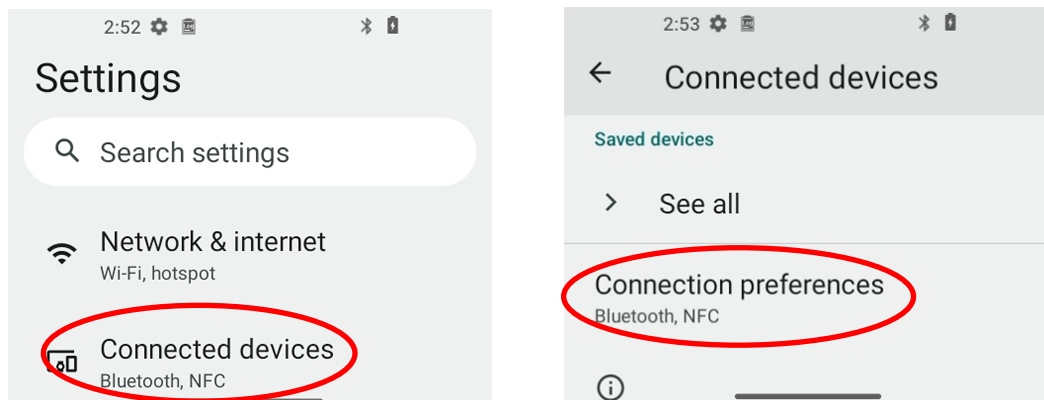 2:52
Settings
Search settings
Network & internet
Wi-Fi, hotspot
Connected devices
Bluetooth, NFC
2:53
Connected devices
Saved devices
See all
Connection preferences
Bluetooth, NFC